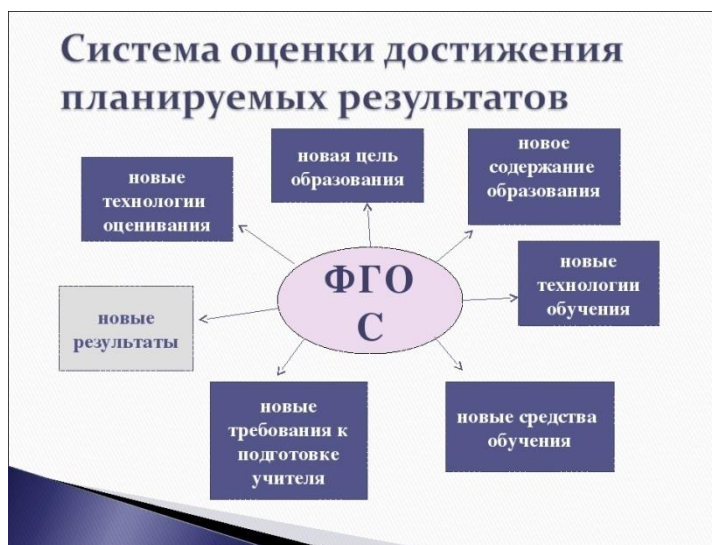 Система оценки достижения
планируемых результатов
новая цель
образования
новое
содержание
образования
новые
технологии
оценивания
ФГО
С
новые
технологии
обучения
новые
результаты
новые
требования к
подготовке
учителя
новые средства
обучения